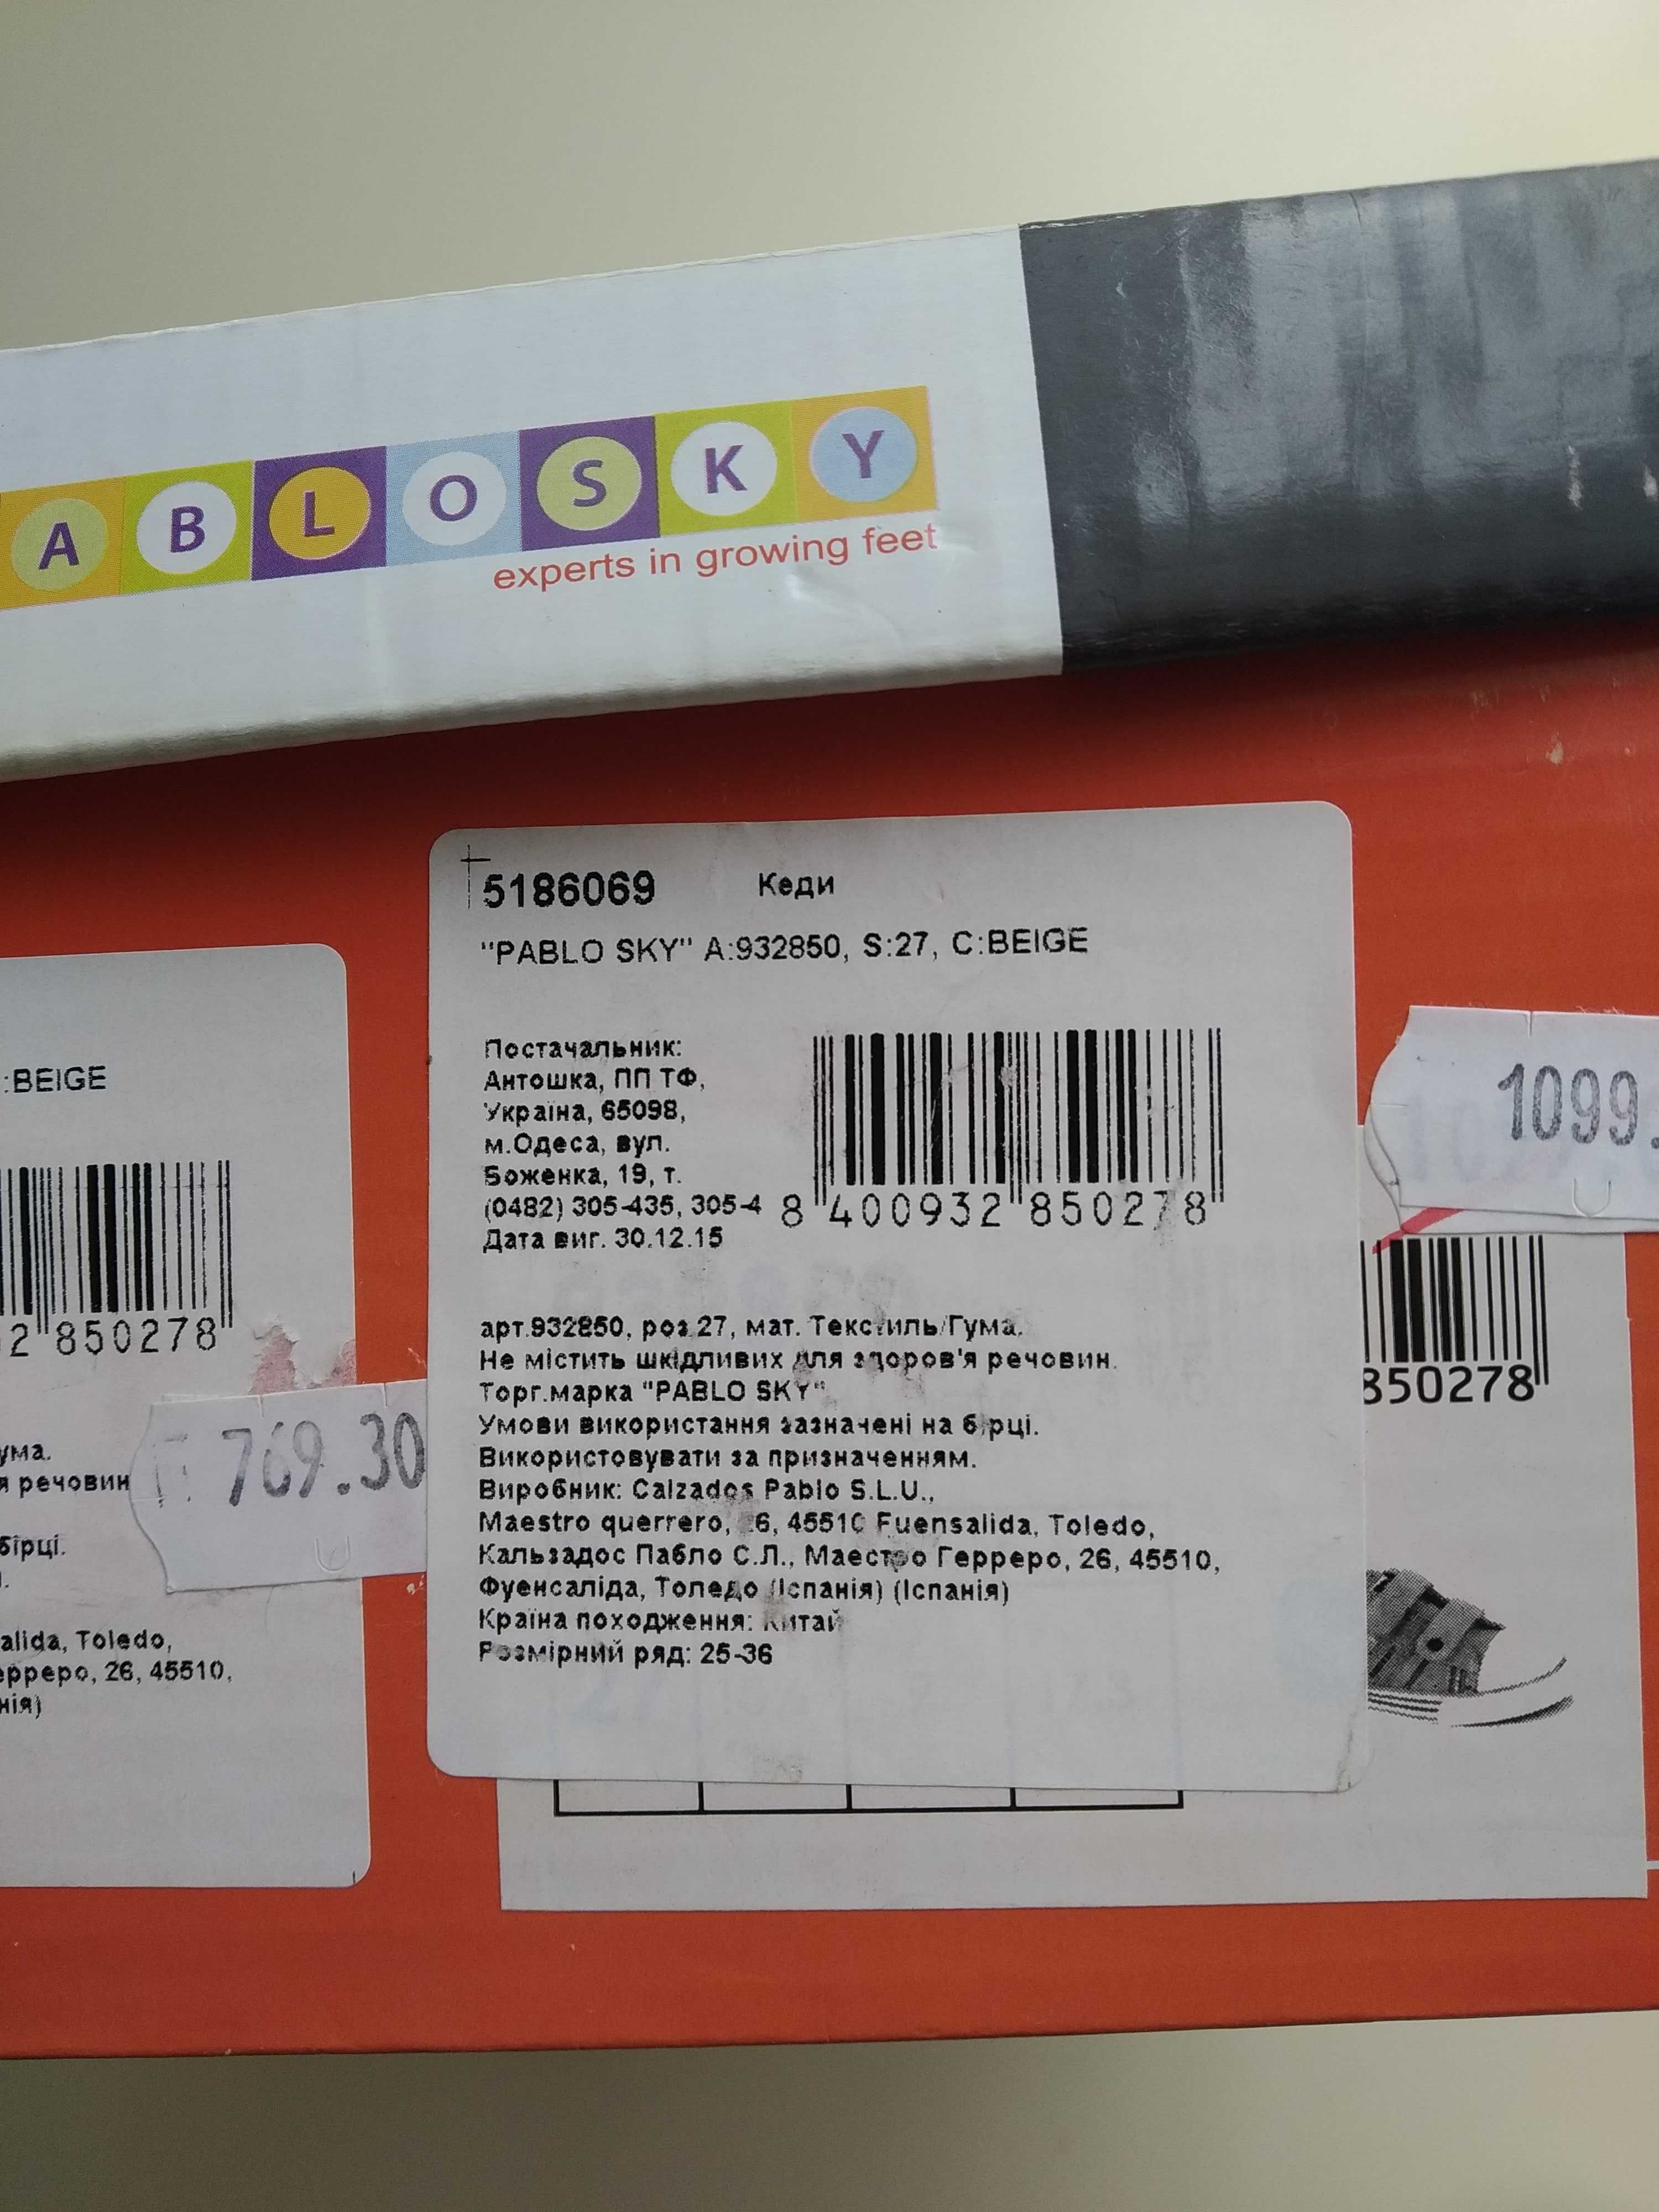 ABLOSKY
experts in growing feet
5186069 Кеди
"PABLO SKY" A:932850, S:27, C:BEIGE
Постачальник:
Антошка, ПП ТФ,
Україна, 65098,
м.Одеса, вул.
Боженка, 19, т.
(0482) 305-435, 305-4
Дата виг. 30.12.15
8 400932 850278
арт.932850, роз.27, мат. Текстиль/Гума.
Не містить шкідливих для здоров'я речовин.
Торг.марка "PABLO SKY"
Умови використання зазначені на бірці.
Використовувати за призначенням.
Виробник: Calzados Pablo S.L.U.,
Maestro querrero, 26, 45510 Fuensalida, Toledo,
Кальзадос Пабло С.Л., Маестро Герреро, 26, 45510,
Фуенсаліда, Толедо (Іспанія) (Іспанія)
Країна походження: Китай
Розмірний ряд: 25-36
:BEIGE
2 850278
ума.
я речовин
769.30
бірці.
alida, Toledo,
ерреро, 26, 45510,
нія)
1099.
850278